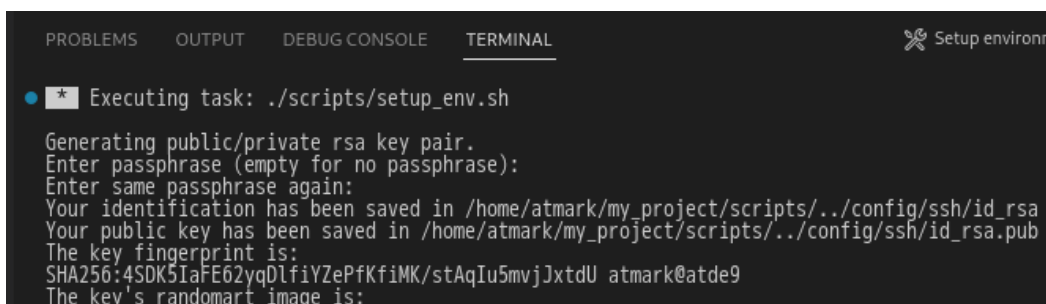 PROBLEMS OUTPUT DEBUG CONSOLE TERMINAL Setup environm
* Executing task: ./scripts/setup_env.sh
Generating public/private rsa key pair.
Enter passphrase (empty for no passphrase):
Enter same passphrase again:
Your identification has been saved in /home/atmark/my_project/scripts/../config/ssh/id_rsa
Your public key has been saved in /home/atmark/my_project/scripts/../config/ssh/id_rsa.pub
The key fingerprint is:
SHA256:4SDK5IaFE62yqDlfiYZePfKfiMK/stAqIu5mvjJxtdU atmark@atde9
The key's randomart image is: